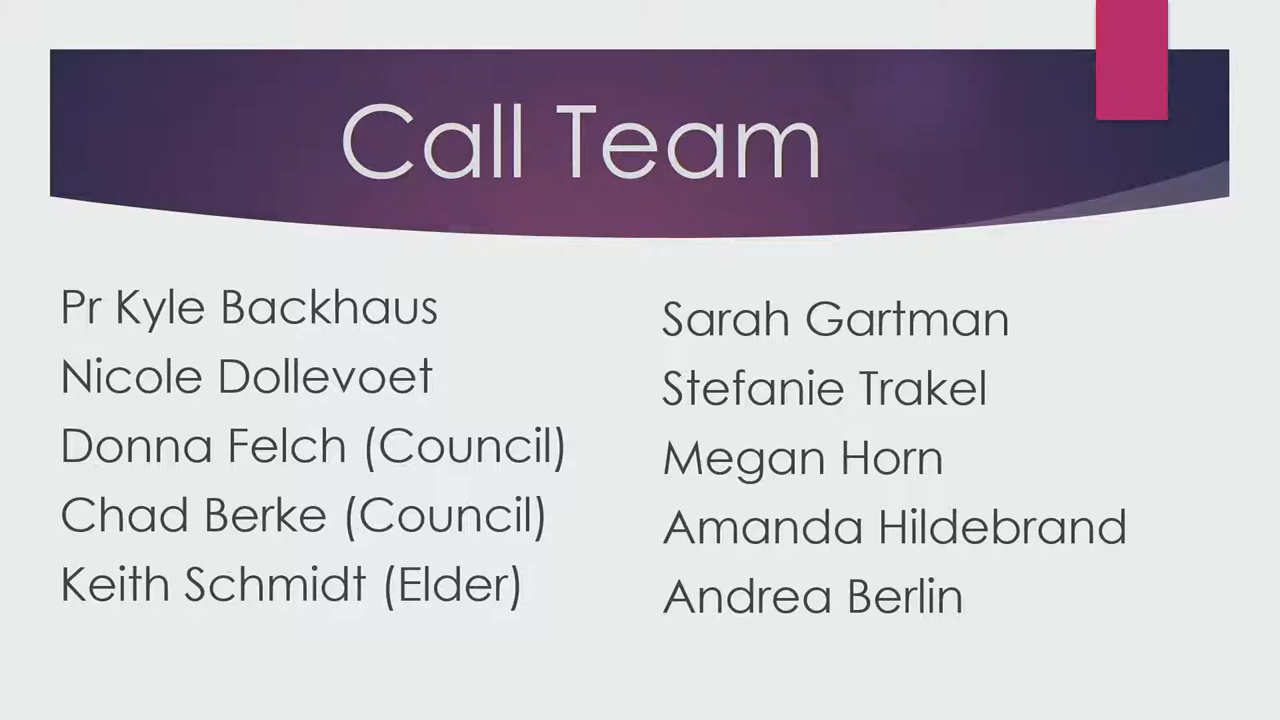 Call Team
Pr Kyle Backhaus
Nicole Dollevoet
Donna Felch (Council)
Chad Berke (Council)
Keith Schmidt (Elder)
Sarah Gartman
Stefanie Trakel
Megan Horn
Amanda Hildebrand
Andrea Berlin